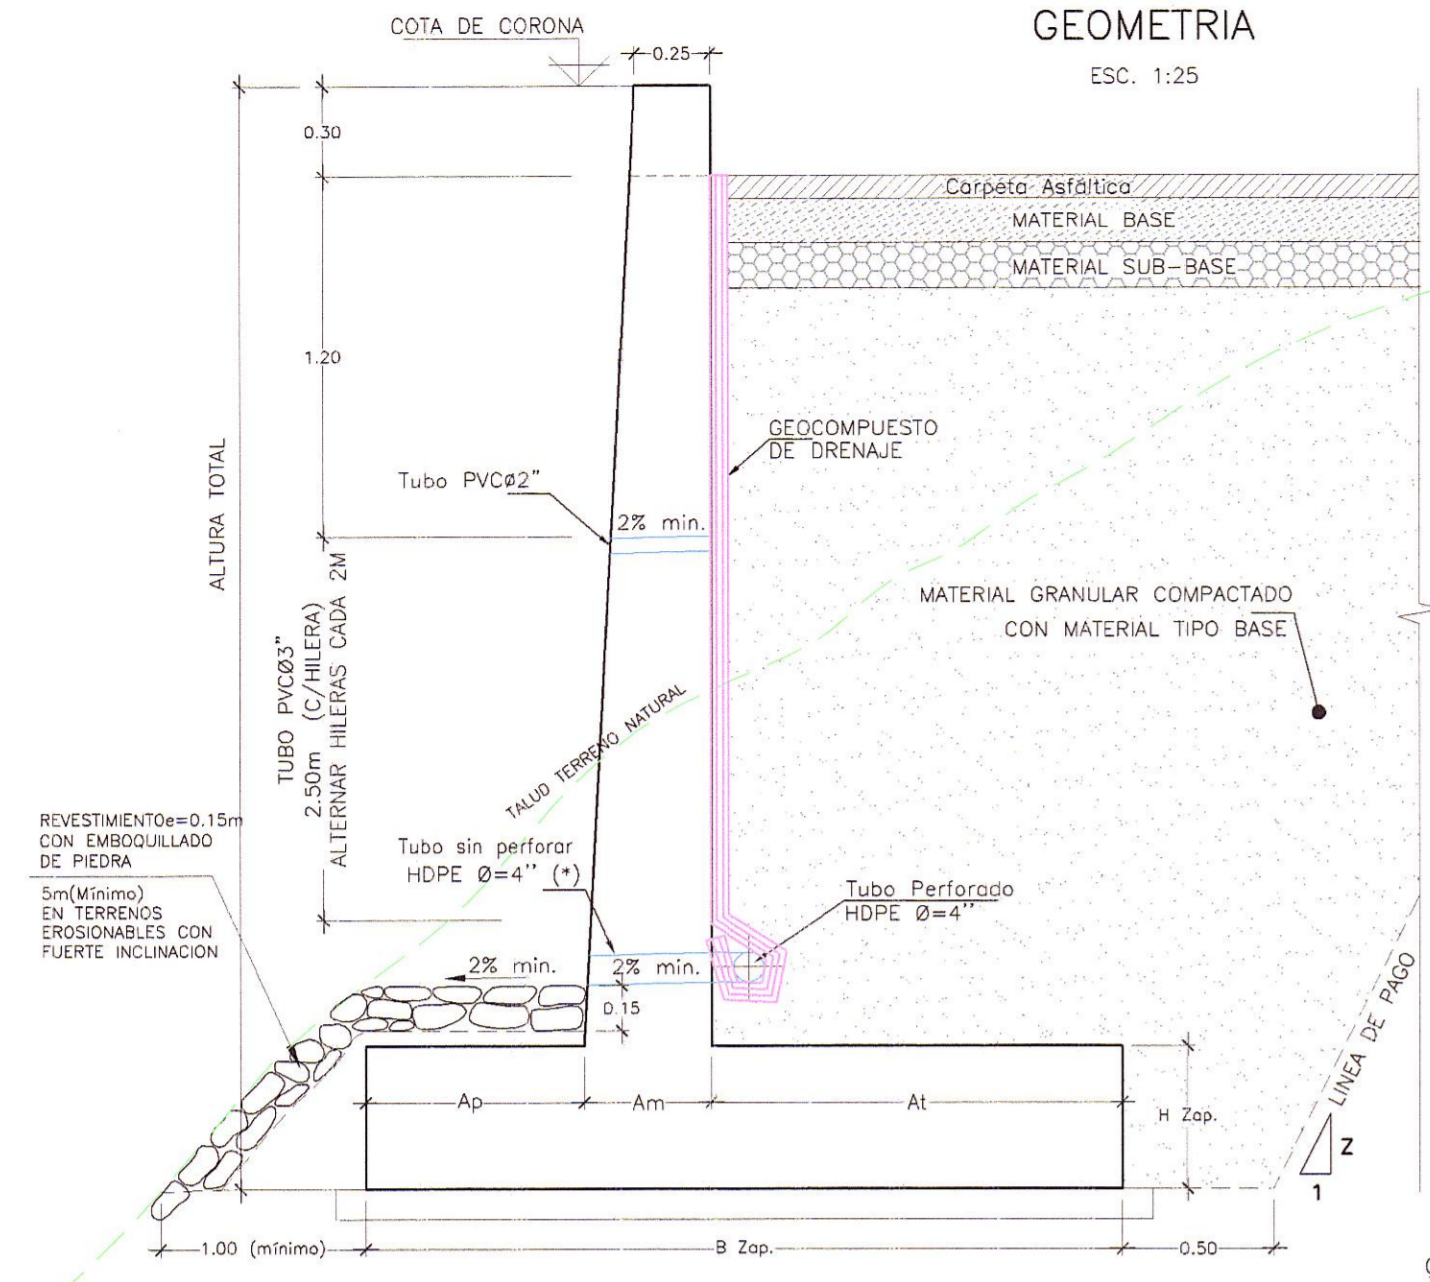 GEOMETRIA
ESC. 1:25
COTA DE CORONA
0.25
0.30
Carpeta Asfáltica
MATERIAL BASE
MATERIAL SUB-BASE
1.20
GEOCOMPUESTO
DE DRENAJE
ALTURA TOTAL
Tubo PVCø2"
2% min.
MATERIAL GRANULAR COMPACTADO
CON MATERIAL TIPO BASE
TUBO PVCØ3"
2.50m (C/HILERA)
ALTERNAR HILERAS CADA 2M
TALUD TERRENO NATURAL
REVESTIMIENTOe=0.15m
CON EMBOQUILLADO
DE PIEDRA
5m(Mínimo)
EN TERRENOS
EROSIONABLES CON
FUERTE INCLINACION
Tubo sin perforar
HDPE Ø=4'' (*)
Tubo Perforado
HDPE Ø=4''
2% min.
2% min.
0.15
LINEA DE PAGO
Ap
Am
At
H Zap.
Z
1
1.00 (mínimo)
B Zap.
0.50